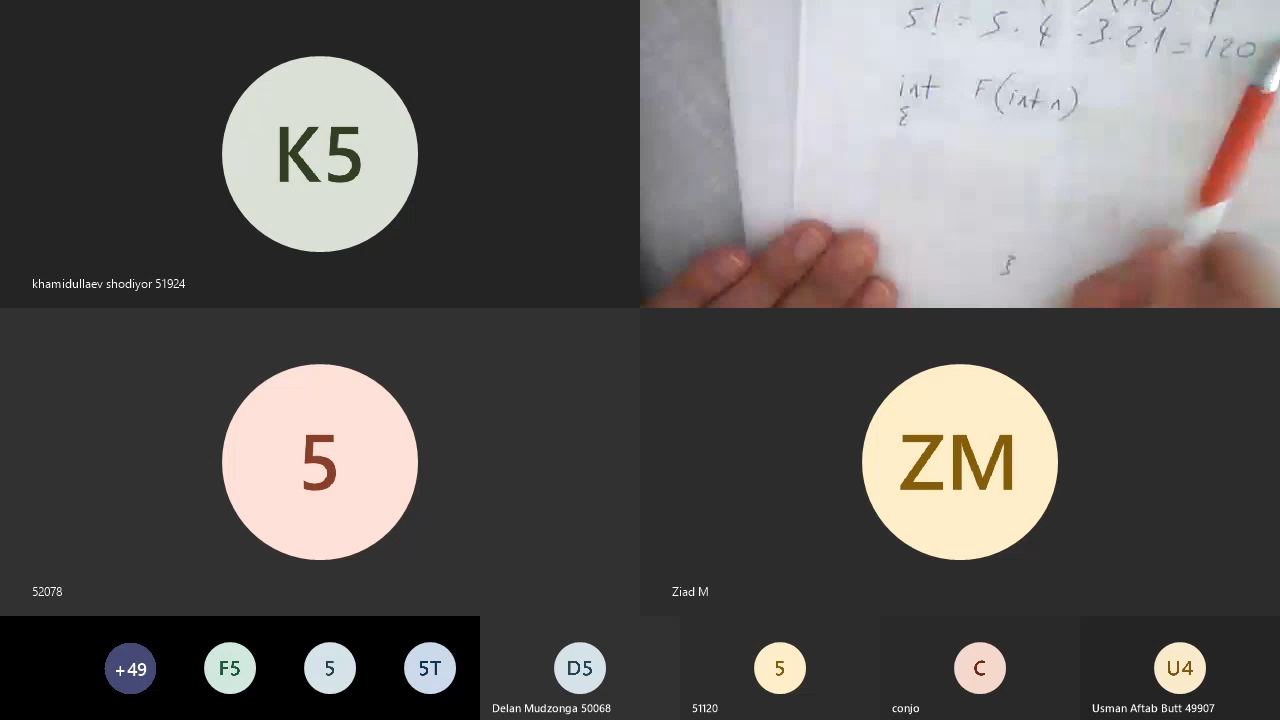 K5
khamidullaev shodiyor 51924
5! = 5 · 4 · 3 · 2 · 1 = 120
int F(int n)
{
}
5
52078
ZM
Ziad M
+49
F5
5
5T
D5
Delan Mudzonga 50068
5
51120
C
conjo
U4
Usman Aftab Butt 49907